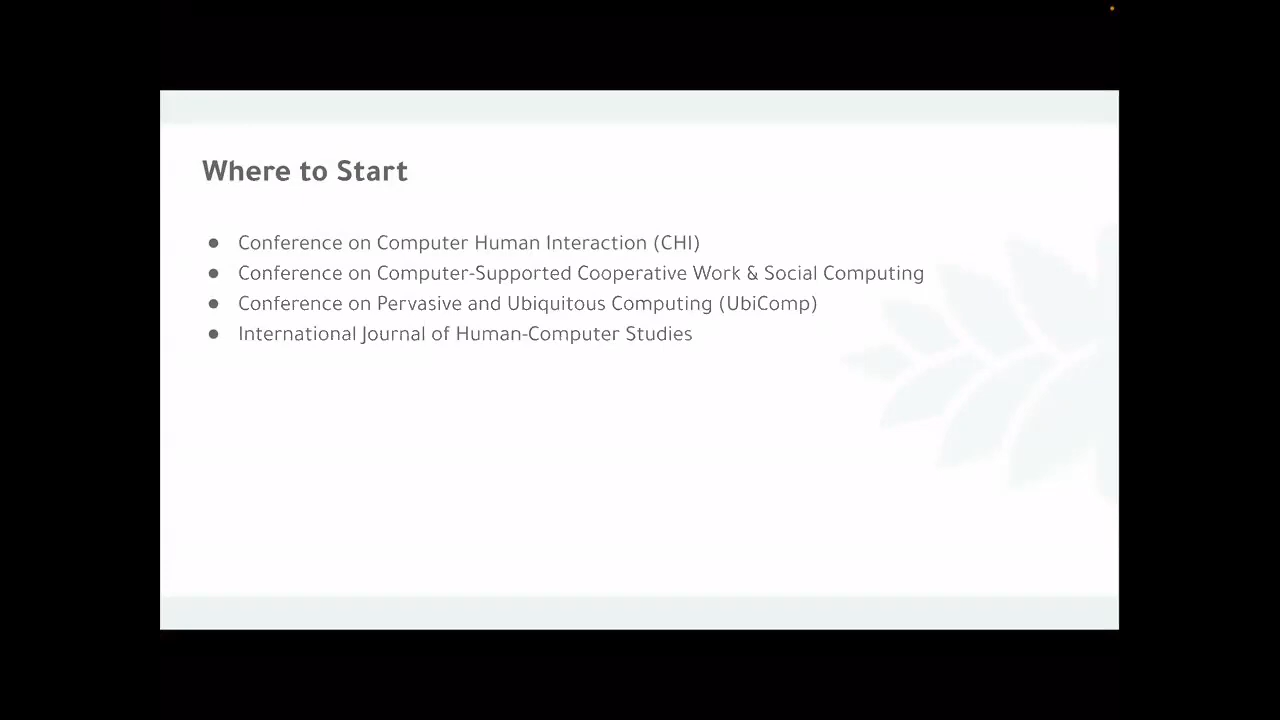 Where to Start
● Conference on Computer Human Interaction (CHI)
● Conference on Computer-Supported Cooperative Work & Social Computing
● Conference on Pervasive and Ubiquitous Computing (UbiComp)
● International Journal of Human-Computer Studies